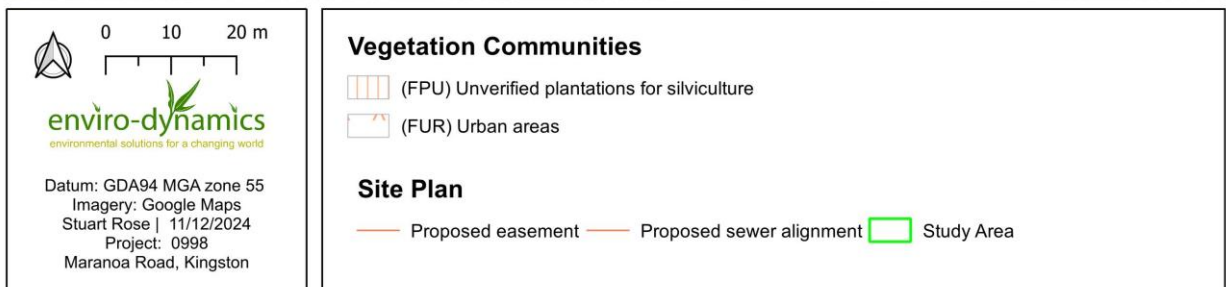 0 10 20 m
enviro-dynamics
environmental solutions for a changing world
Datum: GDA94 MGA zone 55
Imagery: Google Maps
Stuart Rose | 11/12/2024
Project: 0998
Maranoa Road, Kingston
Vegetation Communities
(FPU) Unverified plantations for silviculture
(FUR) Urban areas
Site Plan
Proposed easement Proposed sewer alignment Study Area